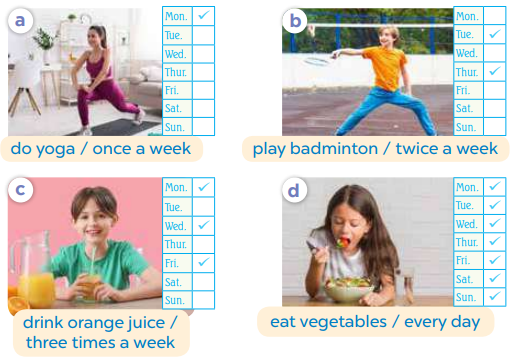 a
Mon. ✓
Tue.
Wed.
Thur.
Fri.
Sat.
Sun.
do yoga / once a week
b
Mon.
Tue. ✓
Wed.
Thur. ✓
Fri.
Sat.
Sun.
play badminton / twice a week
c
Mon. ✓
Tue.
Wed. ✓
Thur.
Fri. ✓
Sat.
Sun.
drink orange juice /
three times a week
d
Mon. ✓
Tue. ✓
Wed. ✓
Thur. ✓
Fri. ✓
Sat. ✓
Sun. ✓
eat vegetables / every day